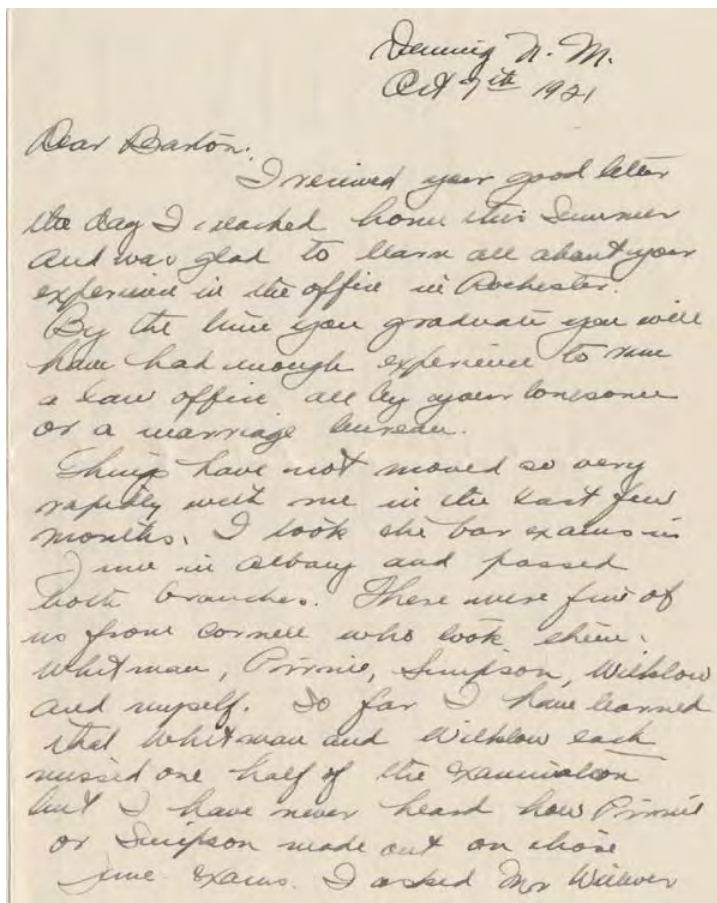 Deming N. M.
Oct 7th 1921
Dear Barton:
I received your good letter
the day I reached home this Summer
and was glad to learn all about your
experience in the office in Rochester.
By the time you graduate you will
have had enough experience to run
a law office all by your lonesome
or a marriage bureau.
Things have not moved so very
rapidly with me in the last few
months. I took the bar exams in
June in Albany and passed
both branches. There were five of
us from Cornell who took them:
Whitman, Pirnie, Simpson, Wilklow
and myself. So far I have learned
that Whitman and Wilklow each
missed one half of the examination
but I have never heard how Pirnie
or Simpson made out on those
June exams. I asked Mr